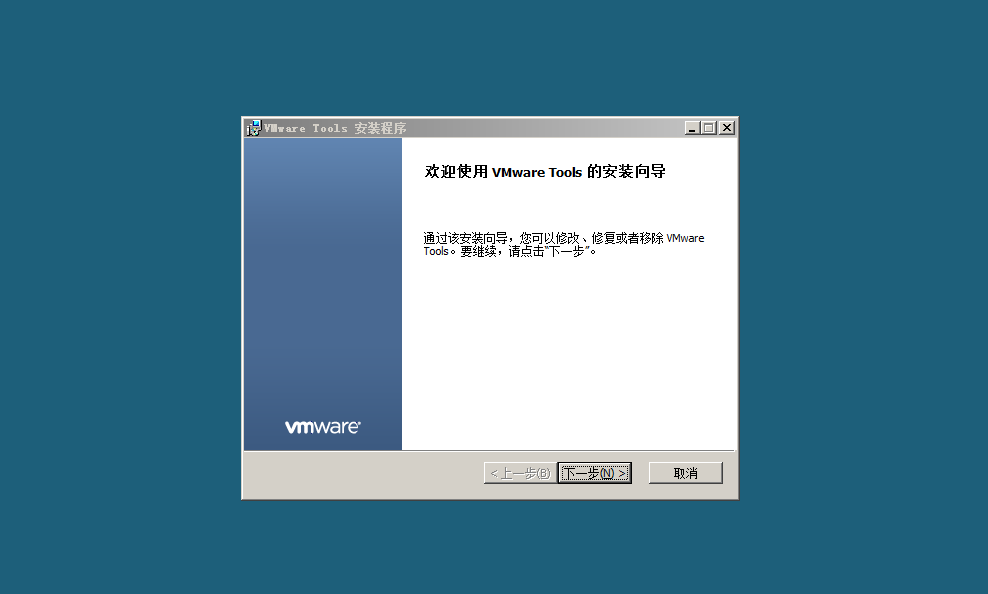 VMware Tools 安装程序
欢迎使用 VMware Tools 的安装向导
通过该安装向导，您可以修改、修复或者移除 VMware
Tools。要继续，请点击“下一步”。
vmware®
< 上一步(B) 下一步(N) > 取消